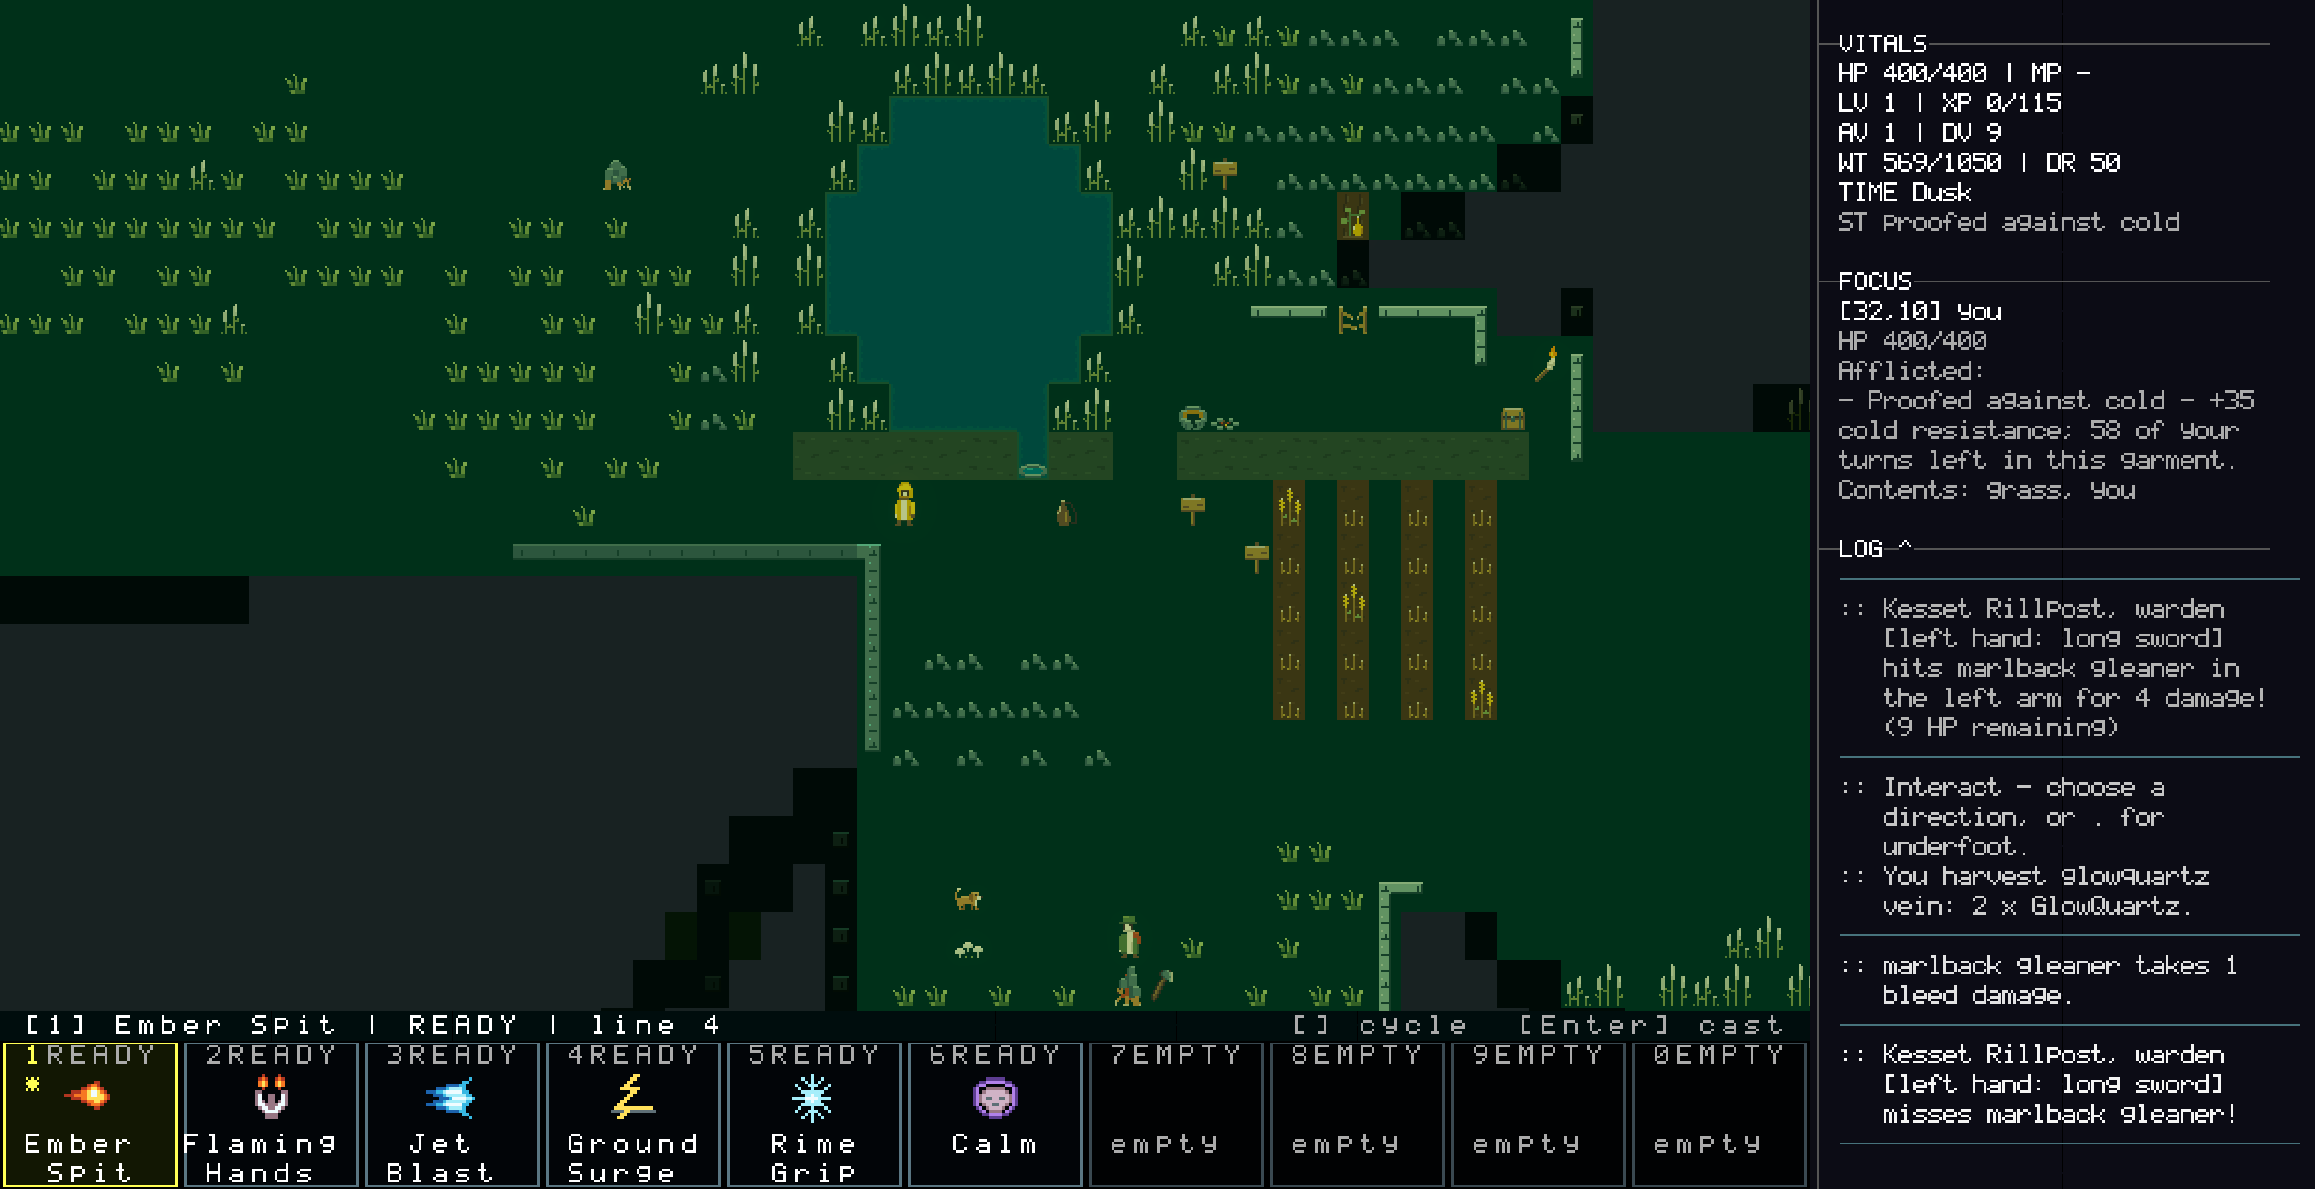 VITALS
HP 400/400 | MP -
LV 1 | XP 0/115
AV 1 | DV 9
WT 569/1050 | DR 50
TIME Dusk
ST Proofed against cold
FOCUS
[32,10] You
HP 400/400
Afflicted:
- Proofed against cold - +35
cold resistance; 58 of your
turns left in this garment.
Contents: grass, You
LOG ^
:: Kesset Rillpost, warden
[left hand: long sword]
hits marlback gleaner in
the left arm for 4 damage!
(9 HP remaining)
:: Interact - choose a
direction, or . for
underfoot.
:: You harvest glowquartz
vein: 2 x GlowQuartz.
:: marlback gleaner takes 1
bleed damage.
:: Kesset Rillpost, warden
[left hand: long sword]
misses marlback gleaner!
[1] Ember Spit | READY | line 4
[] cycle [Enter] cast
1READY 2READY 3READY 4READY 5READY 6READY 7EMPTY 8EMPTY 9EMPTY 0EMPTY
*
Ember Spit
Flaming Hands
Jet Blast
Ground Surge
Rime Grip
Calm
empty
empty
empty
empty